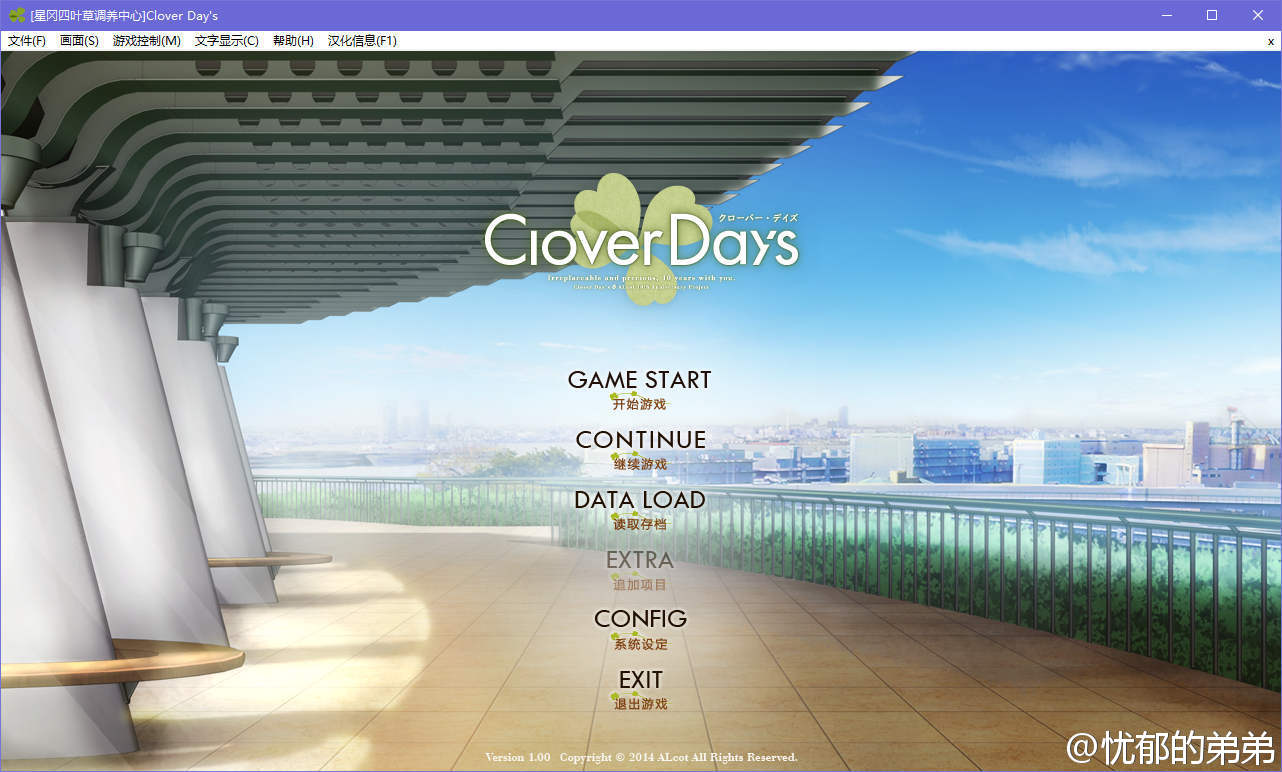 [星冈四叶草调养中心]Clover Day's
文件(F) 画面(S) 游戏控制(M) 文字显示(C) 帮助(H) 汉化信息(F1) x
クローバー・デイズ
Clover Day's
Irreplaceable and precious, 10 years with you.
Clover Day's @ ALcot 10th Anniversary Project
GAME START
开始游戏
CONTINUE
继续游戏
DATA LOAD
读取存档
EXTRA
追加项目
CONFIG
系统设定
EXIT
退出游戏
Version 1.00 Copyright © 2014 ALcot All Rights Reserved.
@忧郁的弟弟